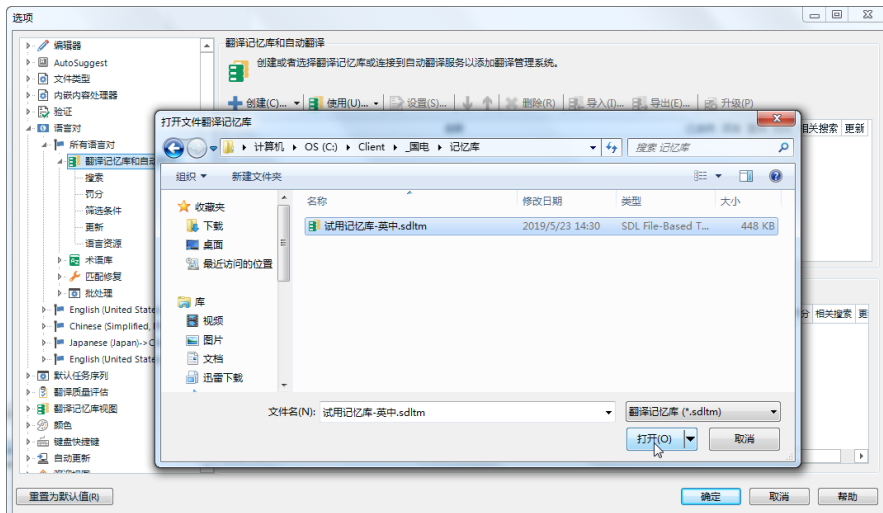 选项
编辑器
AutoSuggest
文件类型
内嵌内容处理器
验证
语言对
所有语言对
翻译记忆库和自动
搜索
罚分
筛选条件
更新
语言资源
术语库
匹配修复
批处理
English (United State
Chinese (Simplified,
Japanese (Japan)->C
English (United State
默认任务序列
翻译质量评估
翻译记忆库视图
颜色
键盘快捷键
自动更新
翻译记忆库和自动翻译
创建或者选择翻译记忆库或连接到自动翻译服务以添加翻译管理系统。
创建(C)... 使用(U)... 设置(S)... 删除(R) 导入(I)... 导出(E)... 升级(P)
相关搜索 更新
分 相关搜索 更
打开文件翻译记忆库
计算机 OS (C:) Client _国电 记忆库
搜索 记忆库
组织 新建文件夹
收藏夹
下载
桌面
最近访问的位置
库
视频
图片
文档
迅雷下载
名称 修改日期 类型 大小
试用记忆库-英中.sdltm 2019/5/23 14:30 SDL File-Based T... 448 KB
文件名(N): 试用记忆库-英中.sdltm 翻译记忆库 (*.sdltm)
打开(O) 取消
重置为默认值(R) 确定 取消 帮助